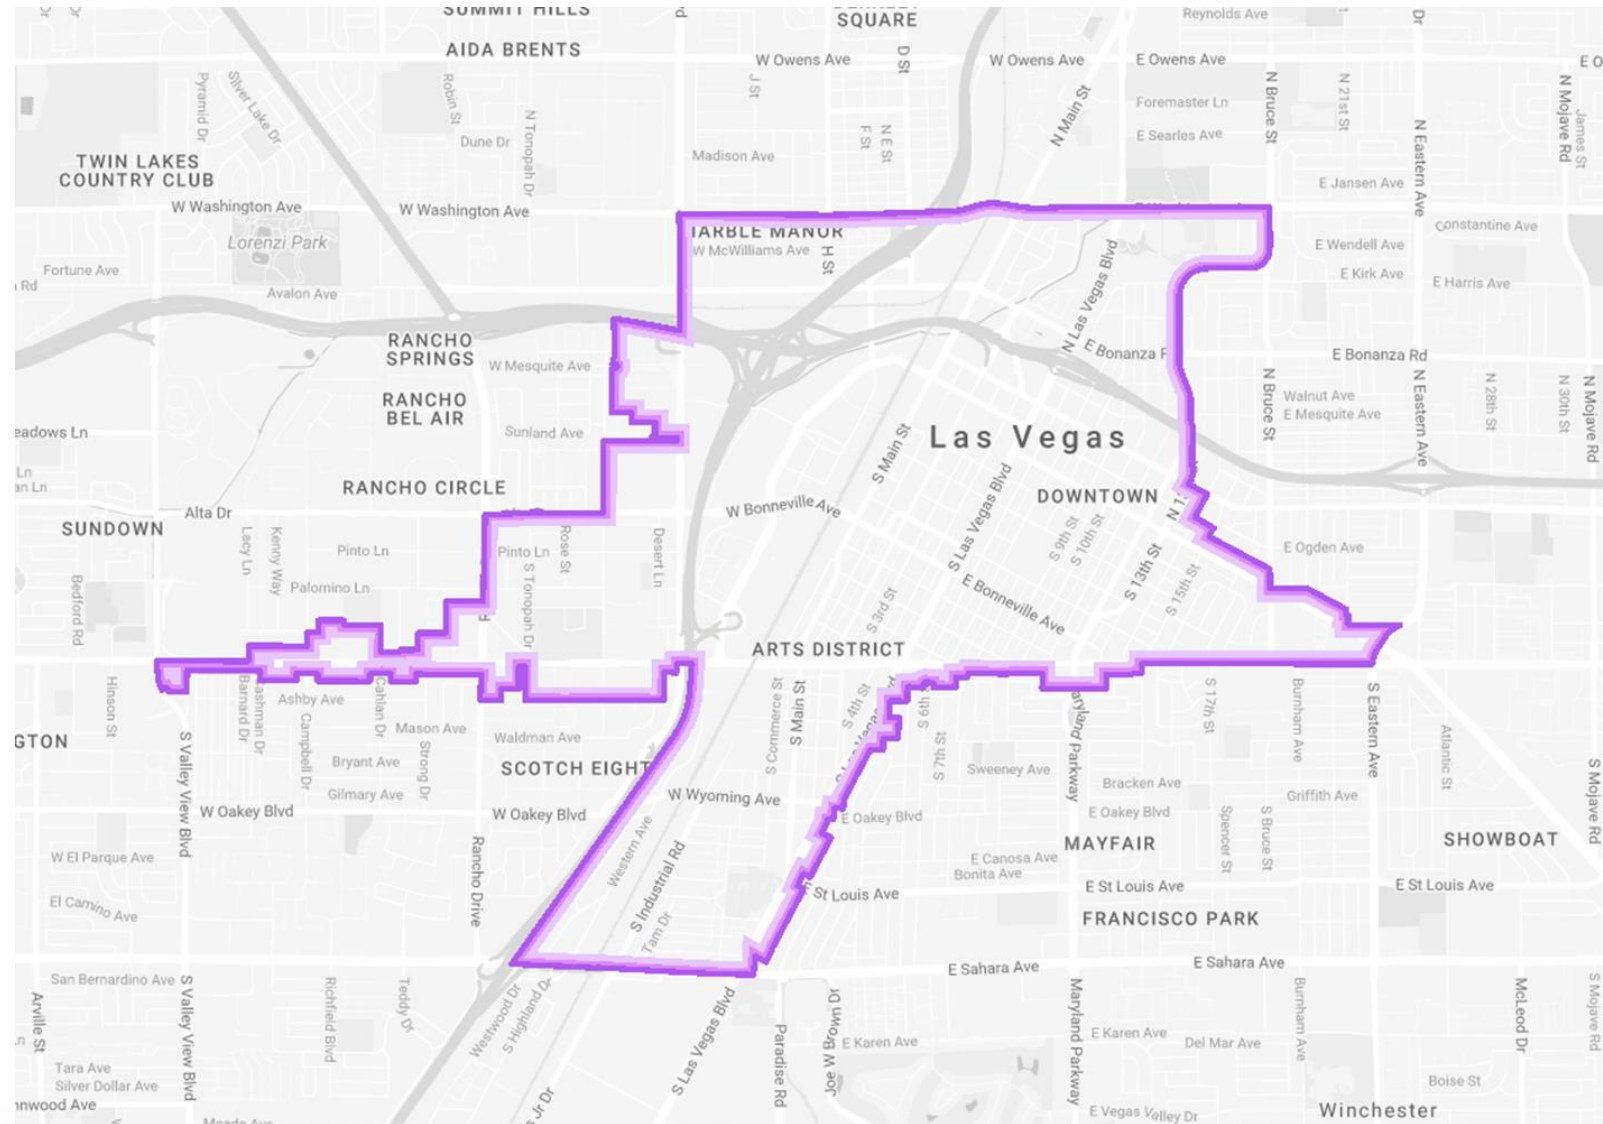 SUMMIT HILLS
SQUARE
Reynolds Ave
Dr
AIDA BRENTS
W Owens Ave
D St
W Owens Ave
E Owens Ave
E O
Pyramid Dr
Silver Lake Dr
Robin St
J St
N Main St
Foremaster Ln
N Bruce St
N 21st St
N Mojave Rd
James St
N Tonopah Dr
Dune Dr
F St
N E St
E Searles Ave
N Eastern Ave
Madison Ave
TWIN LAKES
COUNTRY CLUB
E Jansen Ave
W Washington Ave
W Washington Ave
Lorenzi Park
MARBLE MANOR
W McWilliams Ave
H St
N Las Vegas Blvd
Constantine Ave
E Wendell Ave
Fortune Ave
E Kirk Ave
E Harris Ave
Rd
Avalon Ave
RANCHO
SPRINGS
E Bonanza R
E Bonanza Rd
W Mesquite Ave
RANCHO
BEL AIR
N Bruce St
Walnut Ave
E Mesquite Ave
N Eastern Ave
N 28th St
N 30th St
N Mojave Rd
eadows Ln
Sunland Ave
S Main St
Las Vegas
Ln
an Ln
RANCHO CIRCLE
DOWNTOWN
N 13
Alta Dr
W Bonneville Ave
S Las Vegas Blvd
SUNDOWN
Lacy Ln
Kenny Way
Pinto Ln
Pinto Ln
Rose St
Desert Ln
S 9th St
S 10th St
E Ogden Ave
Palomino Ln
S Tonopah Dr
Bedford Rd
S 3rd St
E Bonneville Ave
S 13th St
S 15th St
ARTS DISTRICT
Hinson St
Barnard Dr
Cashman Dr
Ashby Ave
Cahlan Dr
S Commerce St
S Main St
S 4th St
S 6th St
S 7th St
Maryland Parkway
S 17th St
Burnham Ave
S Eastern Ave
Atlantic St
GTON
S Valley View Blvd
Campbell Dr
Mason Ave
Strong Dr
Waldman Ave
Bryant Ave
SCOTCH EIGHT
Sweeney Ave
Bracken Ave
Gilmary Ave
W Wyoming Ave
Griffith Ave
S Mojave Rd
W Oakey Blvd
W Oakey Blvd
E Oakey Blvd
E Oakey Blvd
Western Ave
Rancho Drive
S Industrial Rd
MAYFAIR
Spencer St
S Bruce St
SHOWBOAT
W El Parque Ave
E Canosa Ave
Bonita Ave
E St Louis Ave
E St Louis Ave
E St Louis Ave
El Camino Ave
Tam Dr
FRANCISCO PARK
E Sahara Ave
E Sahara Ave
San Bernardino Ave
Arville St
S Valley View Blvd
Richfield Blvd
Teddy Dr
Westwood Dr
S Highland Dr
S Las Vegas Blvd
Paradise Rd
Joe W Brown Dr
Maryland Parkway
Burnham Ave
McLeod Dr
S Mojave Rd
E Karen Ave
E Karen Ave
Del Mar Ave
Tara Ave
Silver Dollar Ave
nnwood Ave
Boise St
Jr Dr
E Vegas Valley Dr
Winchester
Meade Ave